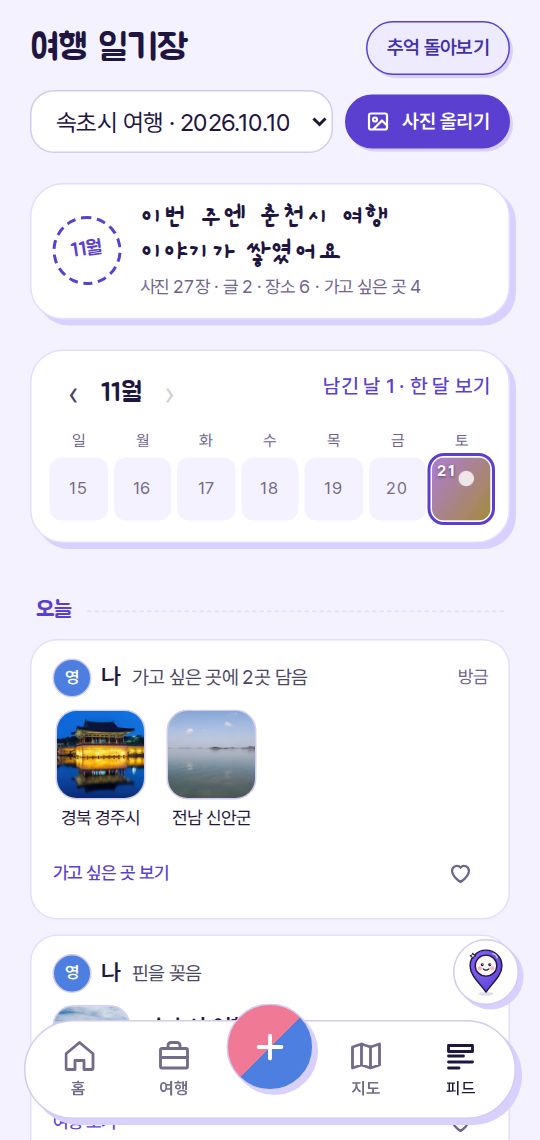 여행 일기장
추억 돌아보기
속초시 여행 · 2026.10.10
사진 올리기
11월
이번 주엔 춘천시 여행
이야기가 쌓였어요
사진 27장 · 글 2 · 장소 6 · 가고 싶은 곳 4
11월
남긴 날 1 · 한 달 보기
일 월 화 수 목 금 토
15 16 17 18 19 20 21
오늘
영 나 가고 싶은 곳에 2곳 담음 방금
경북 경주시 전남 신안군
가고 싶은 곳 보기
영 나 핀을 꽂음
홈 여행 지도 피드